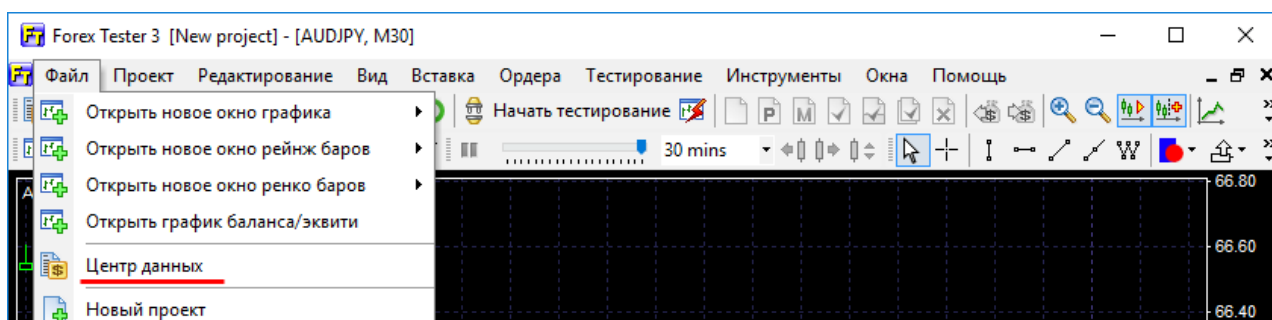 Forex Tester 3 [New project] - [AUDJPY, M30]
Файл Проект Редактирование Вид Вставка Ордера Тестирование Инструменты Окна Помощь
Открыть новое окно графика
Начать тестирование
Открыть новое окно рейндж баров
30 mins
Открыть новое окно ренко баров
66.80
Открыть график баланса/эквити
66.60
Центр данных
Новый проект
66.40